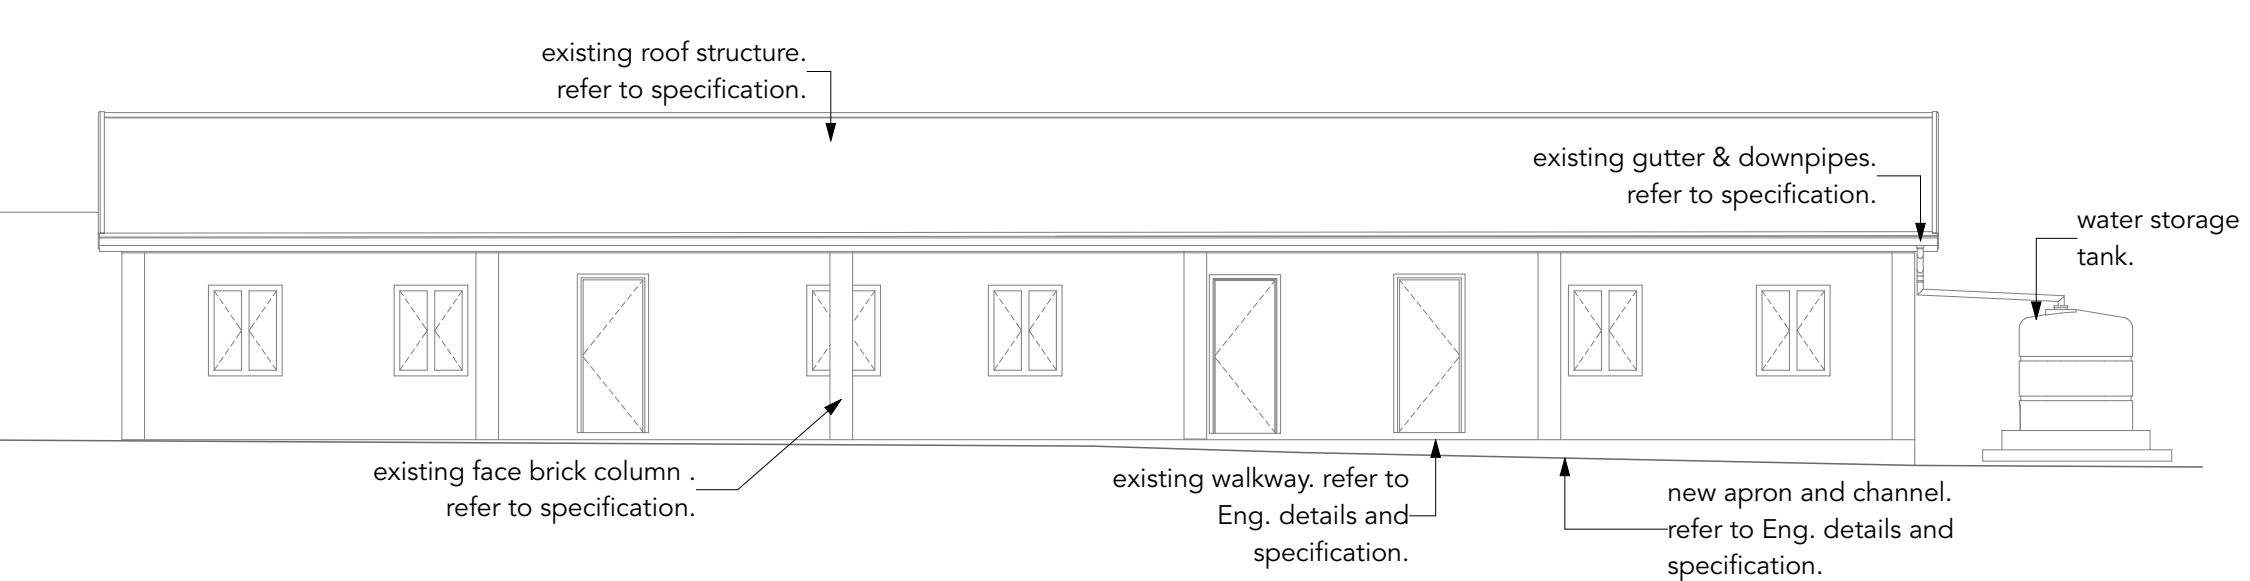 existing roof structure.
refer to specification.
existing gutter & downpipes.
refer to specification.
water storage
tank.
existing face brick column .
refer to specification.
existing walkway. refer to
Eng. details and
specification.
new apron and channel.
refer to Eng. details and
specification.